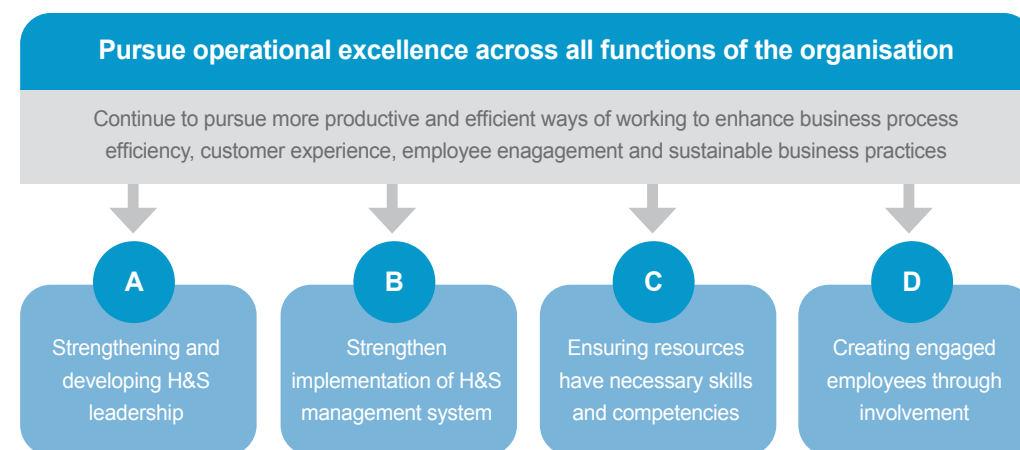 Pursue operational excellence across all functions of the organisation
Continue to pursue more productive and efficient ways of working to enhance business process
efficiency, customer experience, employee enagagement and sustainable business practices
A
Strengthening and
developing H&S
leadership
B
Strengthen
implementation of H&S
management system
C
Ensuring resources
have necessary skills
and competencies
D
Creating engaged
employees through
involvement